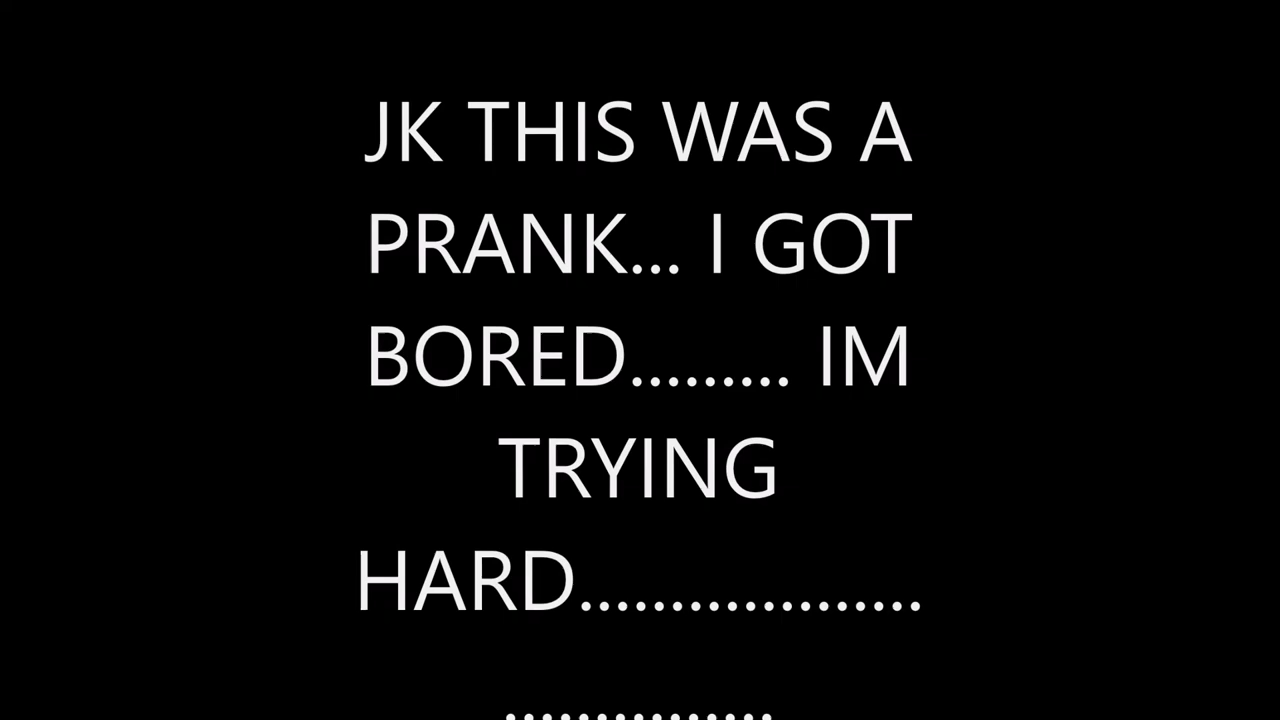 JK THIS WAS A
PRANK... I GOT
BORED......... IM
TRYING
HARD...................
...............